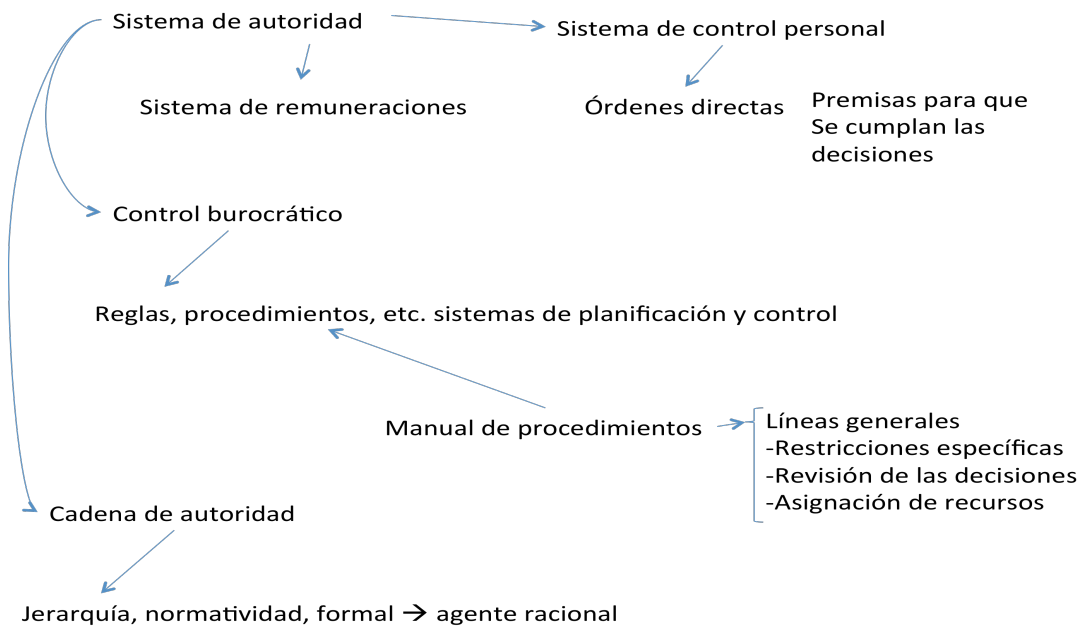 Sistema de autoridad
Sistema de control personal
Sistema de remuneraciones
Órdenes directas
Premisas para que
Se cumplan las
decisiones
Control burocrático
Reglas, procedimientos, etc. sistemas de planificación y control
Manual de procedimientos
Líneas generales
-Restricciones específicas
-Revisión de las decisiones
-Asignación de recursos
Cadena de autoridad
Jerarquía, normatividad, formal → agente racional